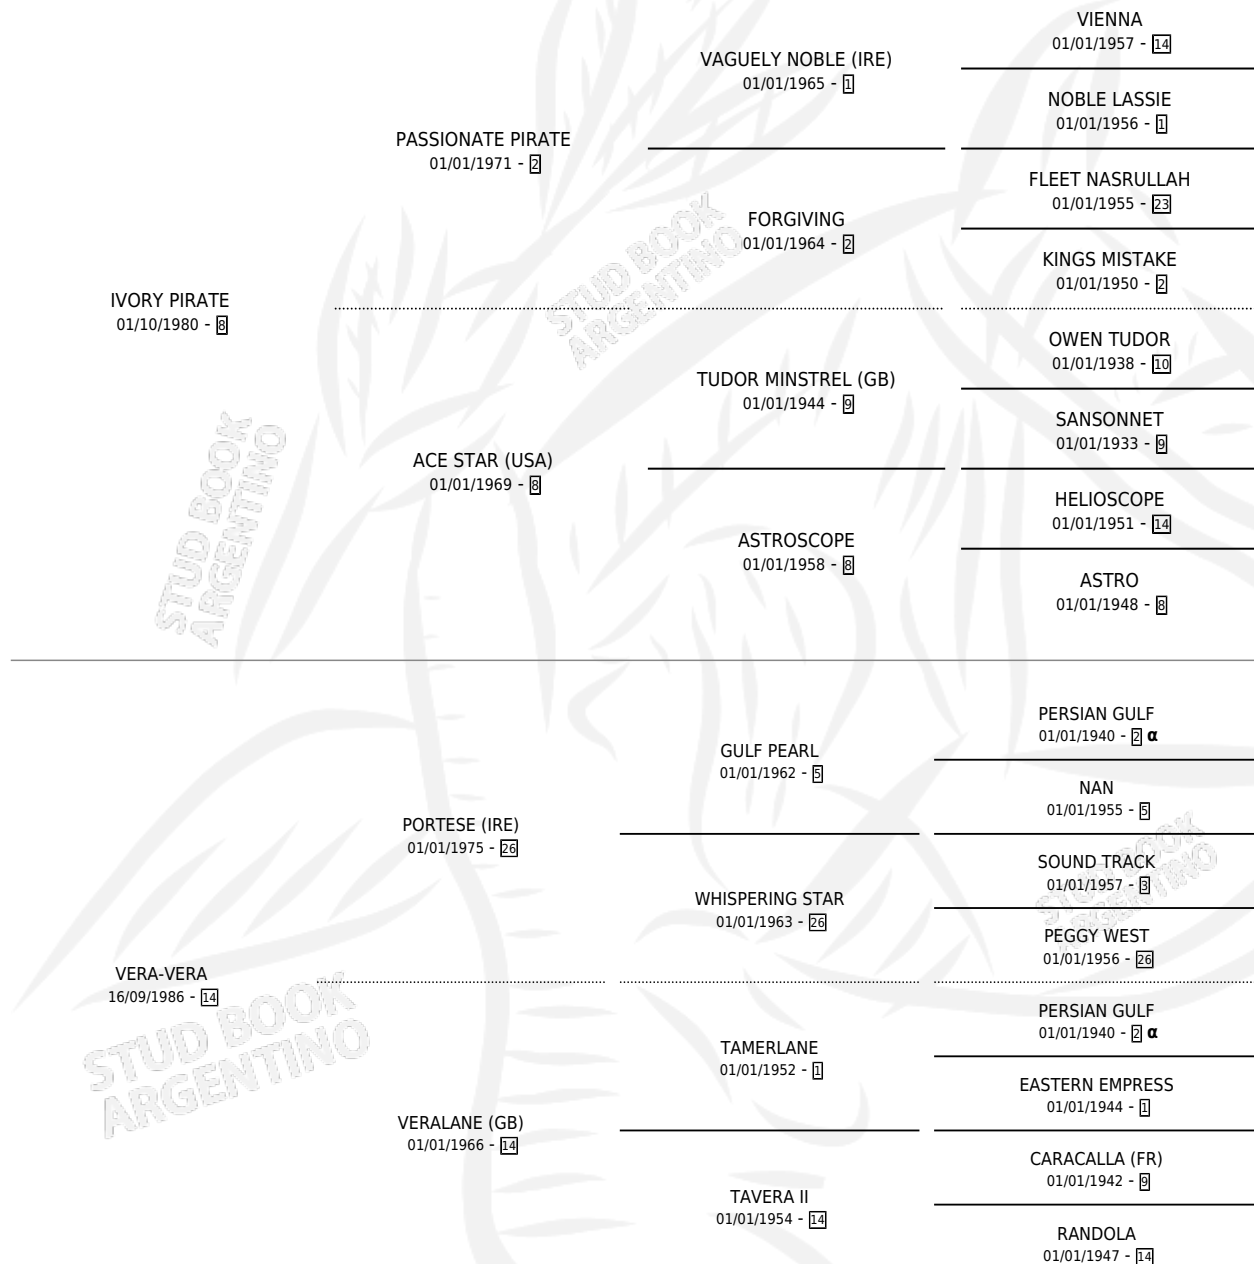 VIENNA
01/01/1957 - 14
VAGUELY NOBLE (IRE)
01/01/1965 - 1
NOBLE LASSIE
01/01/1956 - 1
PASSIONATE PIRATE
01/01/1971 - 2
FLEET NASRULLAH
01/01/1955 - 23
FORGIVING
01/01/1964 - 2
KINGS MISTAKE
01/01/1950 - 2
IVORY PIRATE
01/10/1980 - 8
OWEN TUDOR
01/01/1938 - 10
TUDOR MINSTREL (GB)
01/01/1944 - 9
SANSONNET
01/01/1933 - 9
ACE STAR (USA)
01/01/1969 - 8
HELIOSCOPE
01/01/1951 - 14
ASTROSCOPE
01/01/1958 - 8
ASTRO
01/01/1948 - 8
PERSIAN GULF
01/01/1940 - 2 α
GULF PEARL
01/01/1962 - 5
NAN
01/01/1955 - 5
PORTESE (IRE)
01/01/1975 - 26
SOUND TRACK
01/01/1957 - 3
WHISPERING STAR
01/01/1963 - 26
PEGGY WEST
01/01/1956 - 26
VERA-VERA
16/09/1986 - 14
PERSIAN GULF
01/01/1940 - 2 α
TAMERLANE
01/01/1952 - 1
EASTERN EMPRESS
01/01/1944 - 1
VERALANE (GB)
01/01/1966 - 14
CARACALLA (FR)
01/01/1942 - 9
TAVERA II
01/01/1954 - 14
RANDOLA
01/01/1947 - 14
STUD BOOK
ARGENTINO
STUD BOOK
ARGENTINO
STUD BOOK
ARGENTINO
STUD BOOK
ARGENTINO